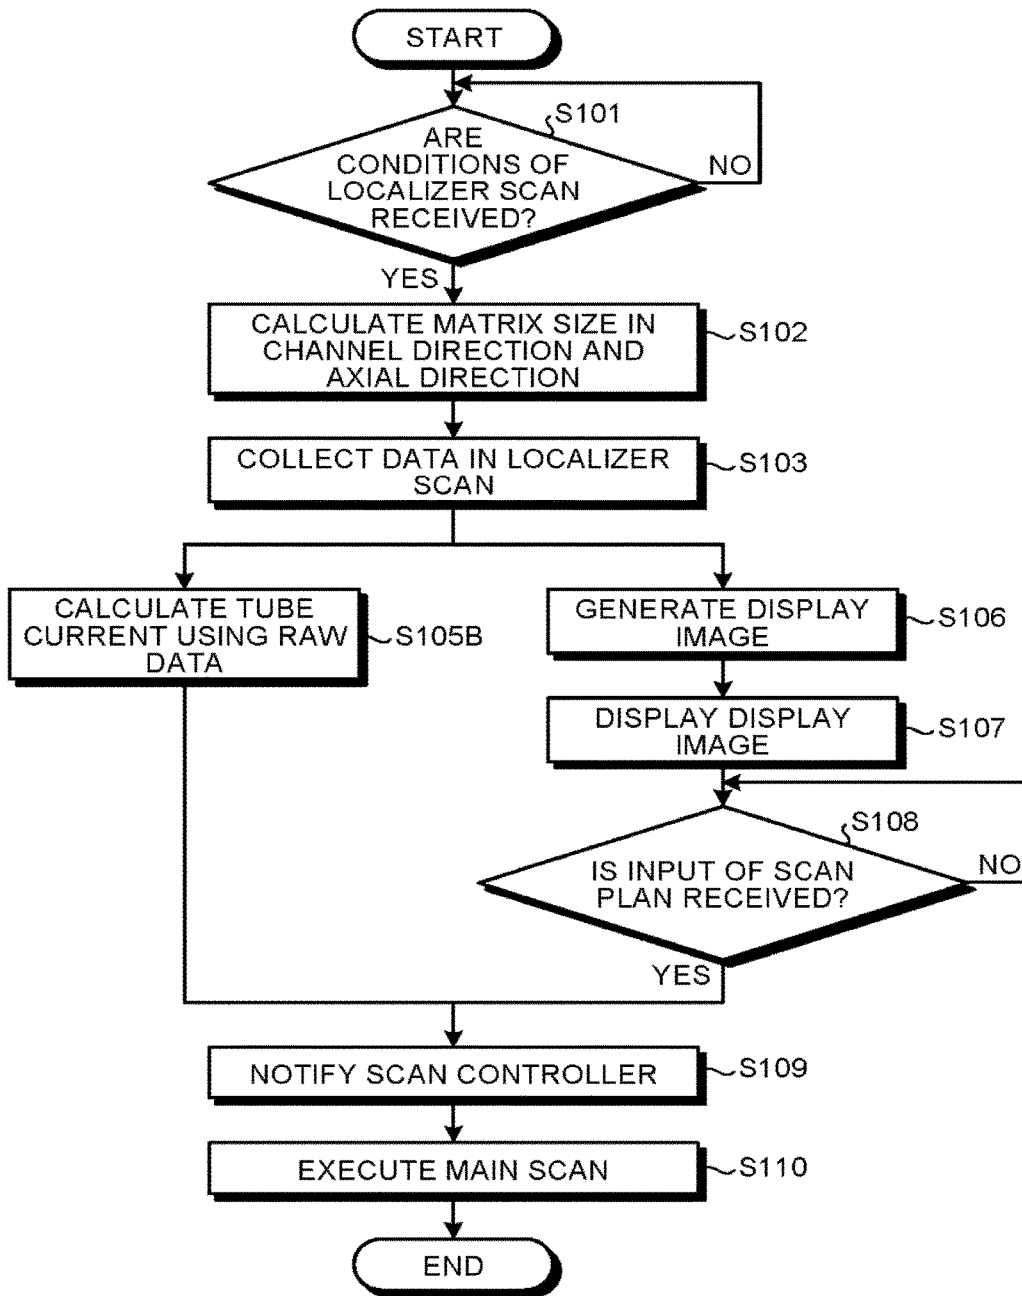 START
S101
ARE
CONDITIONS OF
LOCALIZER SCAN
RECEIVED?
NO
YES
CALCULATE MATRIX SIZE IN
CHANNEL DIRECTION AND
AXIAL DIRECTION
S102
COLLECT DATA IN LOCALIZER
SCAN
S103
CALCULATE TUBE
CURRENT USING RAW
DATA
S105B
GENERATE DISPLAY
IMAGE
S106
DISPLAY DISPLAY
IMAGE
S107
S108
IS INPUT OF SCAN
PLAN RECEIVED?
NO
YES
NOTIFY SCAN CONTROLLER
S109
EXECUTE MAIN SCAN
S110
END